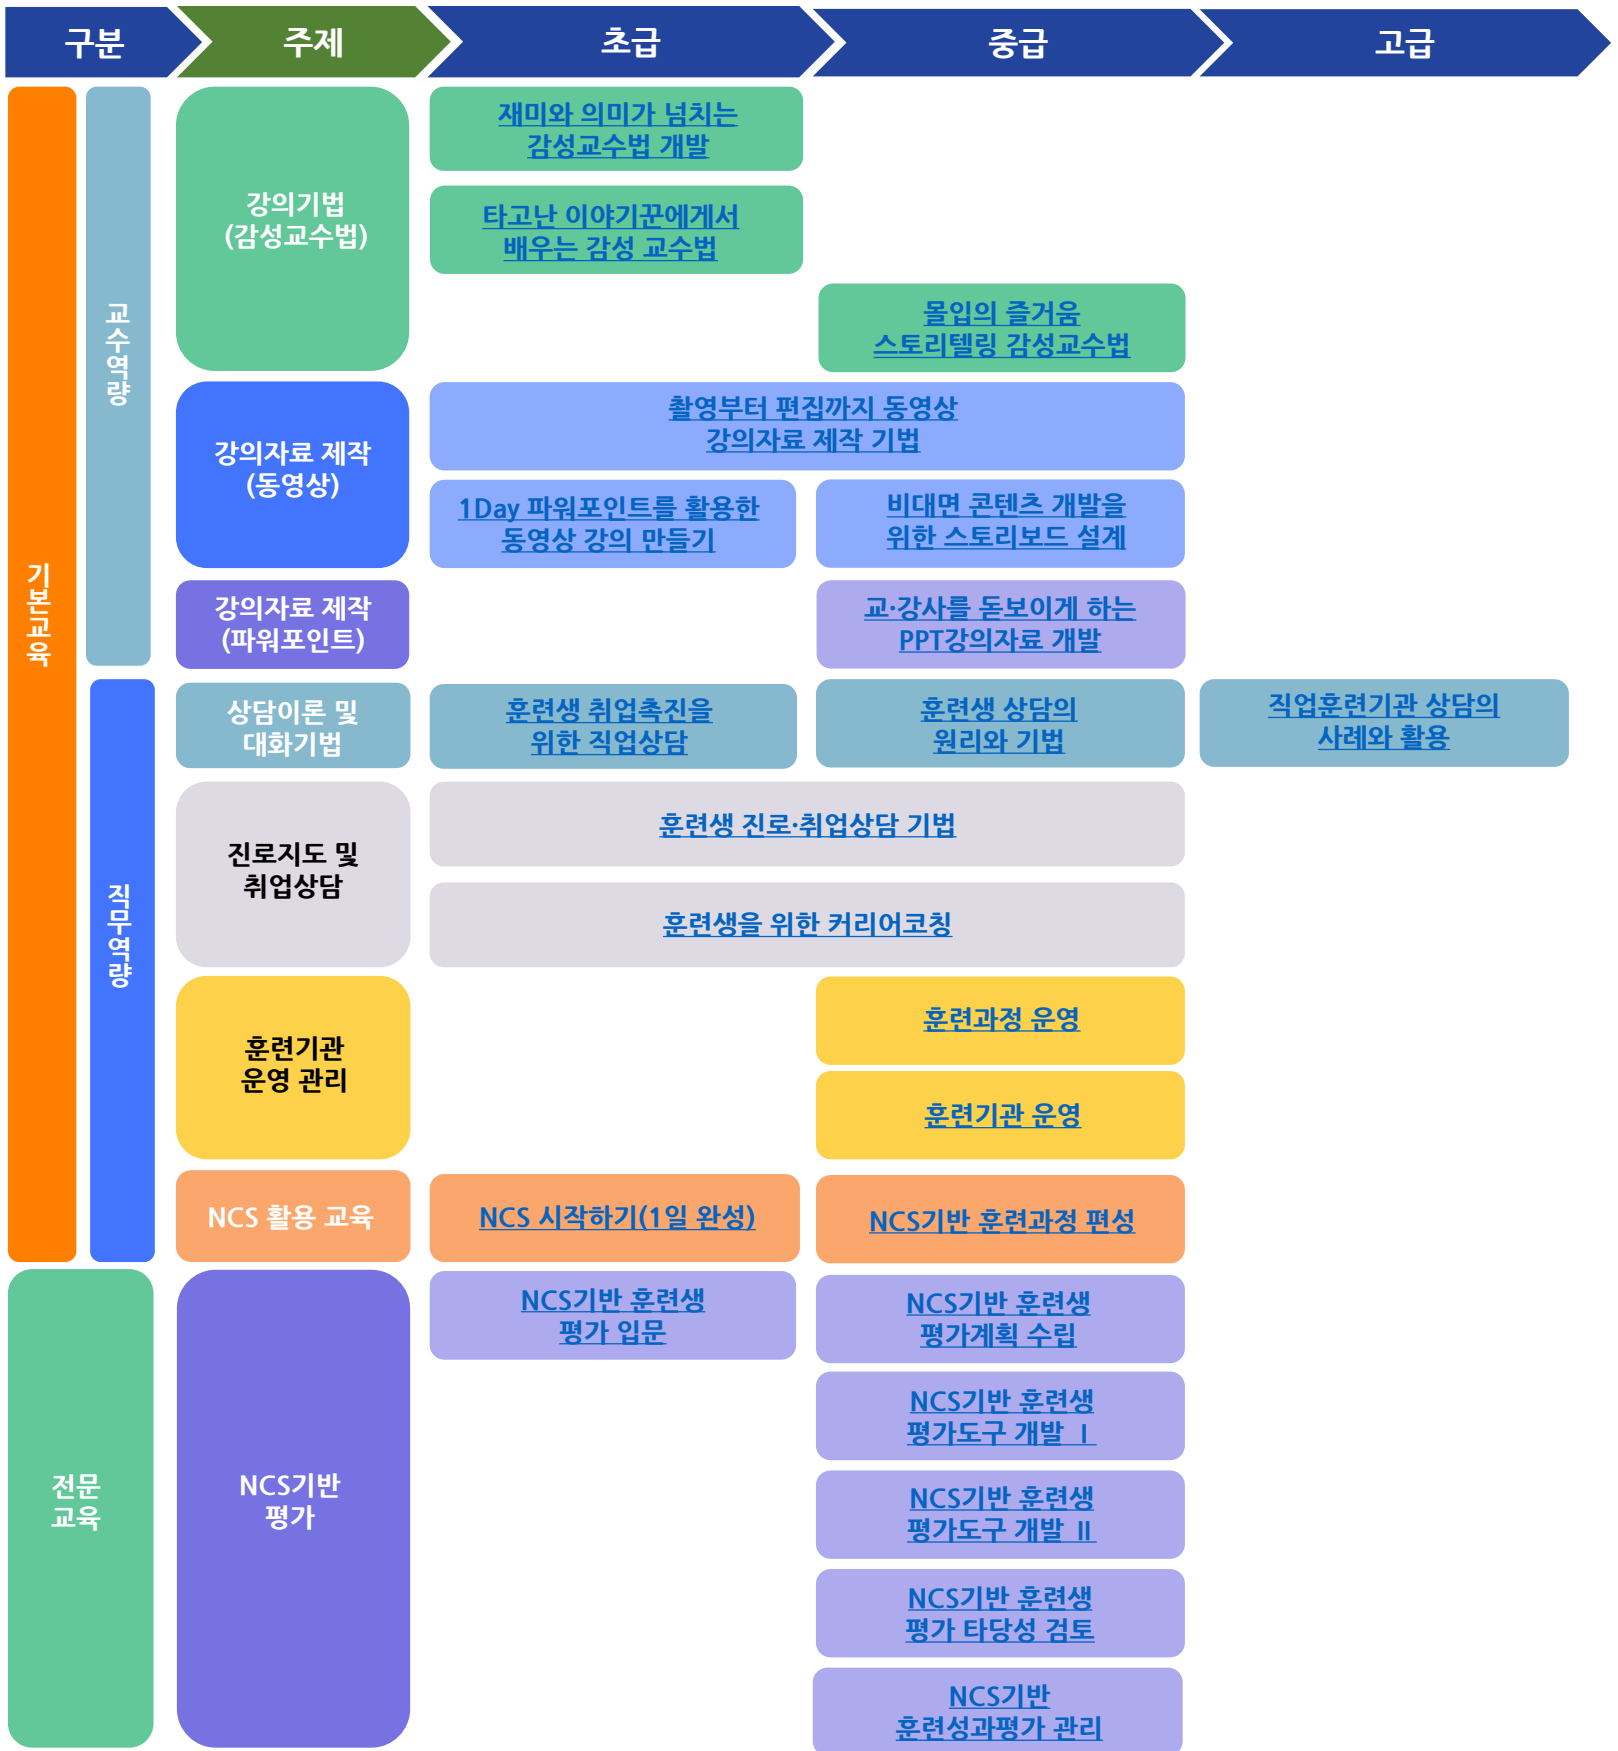 구분
주제
초급
중급
고급
기본교육
교수역량
강의기법
(감성교수법)
재미와 의미가 넘치는
감성교수법 개발
타고난 이야기꾼에게서
배우는 감성 교수법
몰입의 즐거움
스토리텔링 감성교수법
강의자료 제작
(동영상)
촬영부터 편집까지 동영상
강의자료 제작 기법
1Day 파워포인트를 활용한
동영상 강의 만들기
비대면 콘텐츠 개발을
위한 스토리보드 설계
강의자료 제작
(파워포인트)
교·강사를 돋보이게 하는
PPT강의자료 개발
직무역량
상담이론 및
대화기법
훈련생 취업촉진을
위한 직업상담
훈련생 상담의
원리와 기법
직업훈련기관 상담의
사례와 활용
진로지도 및
취업상담
훈련생 진로·취업상담 기법
훈련생을 위한 커리어코칭
훈련기관
운영 관리
훈련과정 운영
훈련기관 운영
NCS 활용 교육
NCS 시작하기(1일 완성)
NCS기반 훈련과정 편성
전문
교육
NCS기반
평가
NCS기반 훈련생
평가 입문
NCS기반 훈련생
평가계획 수립
NCS기반 훈련생
평가도구 개발 Ⅰ
NCS기반 훈련생
평가도구 개발 Ⅱ
NCS기반 훈련생
평가 타당성 검토
NCS기반
훈련성과평가 관리